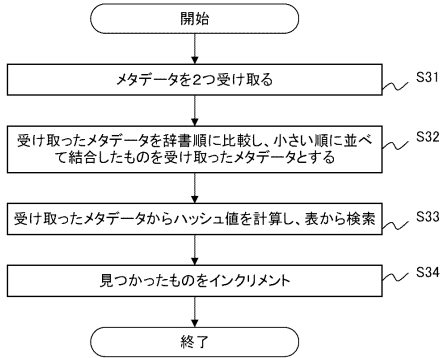 開始
メタデータを2つ受け取る
S31
受け取ったメタデータを辞書順に比較し、小さい順に並べ
て結合したものを受け取ったメタデータとする
S32
受け取ったメタデータからハッシュ値を計算し、表から検索
S33
見つかったものをインクリメント
S34
終了